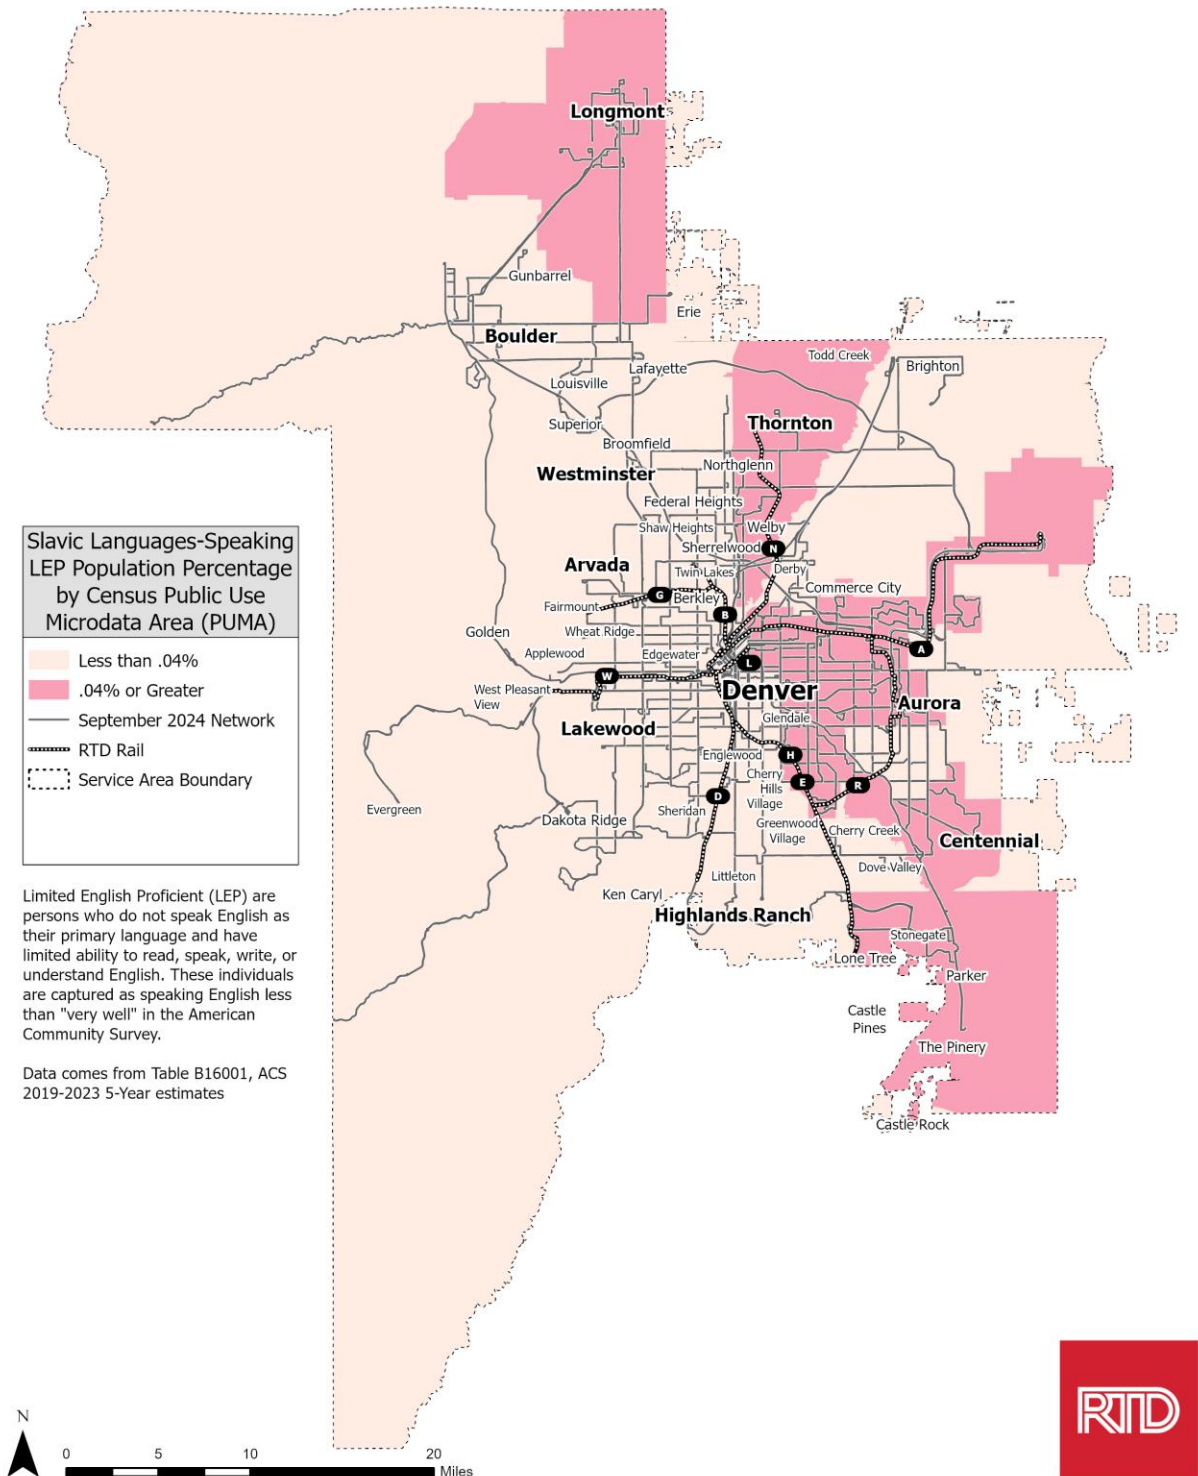 Longmont
Gunbarrel
Erie
Boulder
Todd Creek
Brighton
Lafayette
Louisville
Superior
Thornton
Broomfield
Northglenn
Westminster
Federal Heights
Shaw Heights
Welby
Sherrelwood
N
Slavic Languages-Speaking
LEP Population Percentage
by Census Public Use
Microdata Area (PUMA)
Less than .04%
.04% or Greater
September 2024 Network
RTD Rail
Service Area Boundary
Arvada
Twin Lakes
Derby
Commerce City
G
Berkley
Fairmount
B
Golden
Wheat Ridge
Applewood
Edgewater
A
L
W
West Pleasant
View
Denver
Aurora
Lakewood
Glendale
Englewood
H
Cherry
Hills
Village
E
R
D
Evergreen
Sheridan
Dakota Ridge
Greenwood
Village
Cherry Creek
Centennial
Dove Valley
Littleton
Ken Caryl
Highlands Ranch
Stonegate
Lone Tree
Parker
Castle
Pines
The Pinery
Castle Rock
Limited English Proficient (LEP) are
persons who do not speak English as
their primary language and have
limited ability to read, speak, write, or
understand English. These individuals
are captured as speaking English less
than "very well" in the American
Community Survey.
Data comes from Table B16001, ACS
2019-2023 5-Year estimates
N
0 5 10 20
Miles
RTD